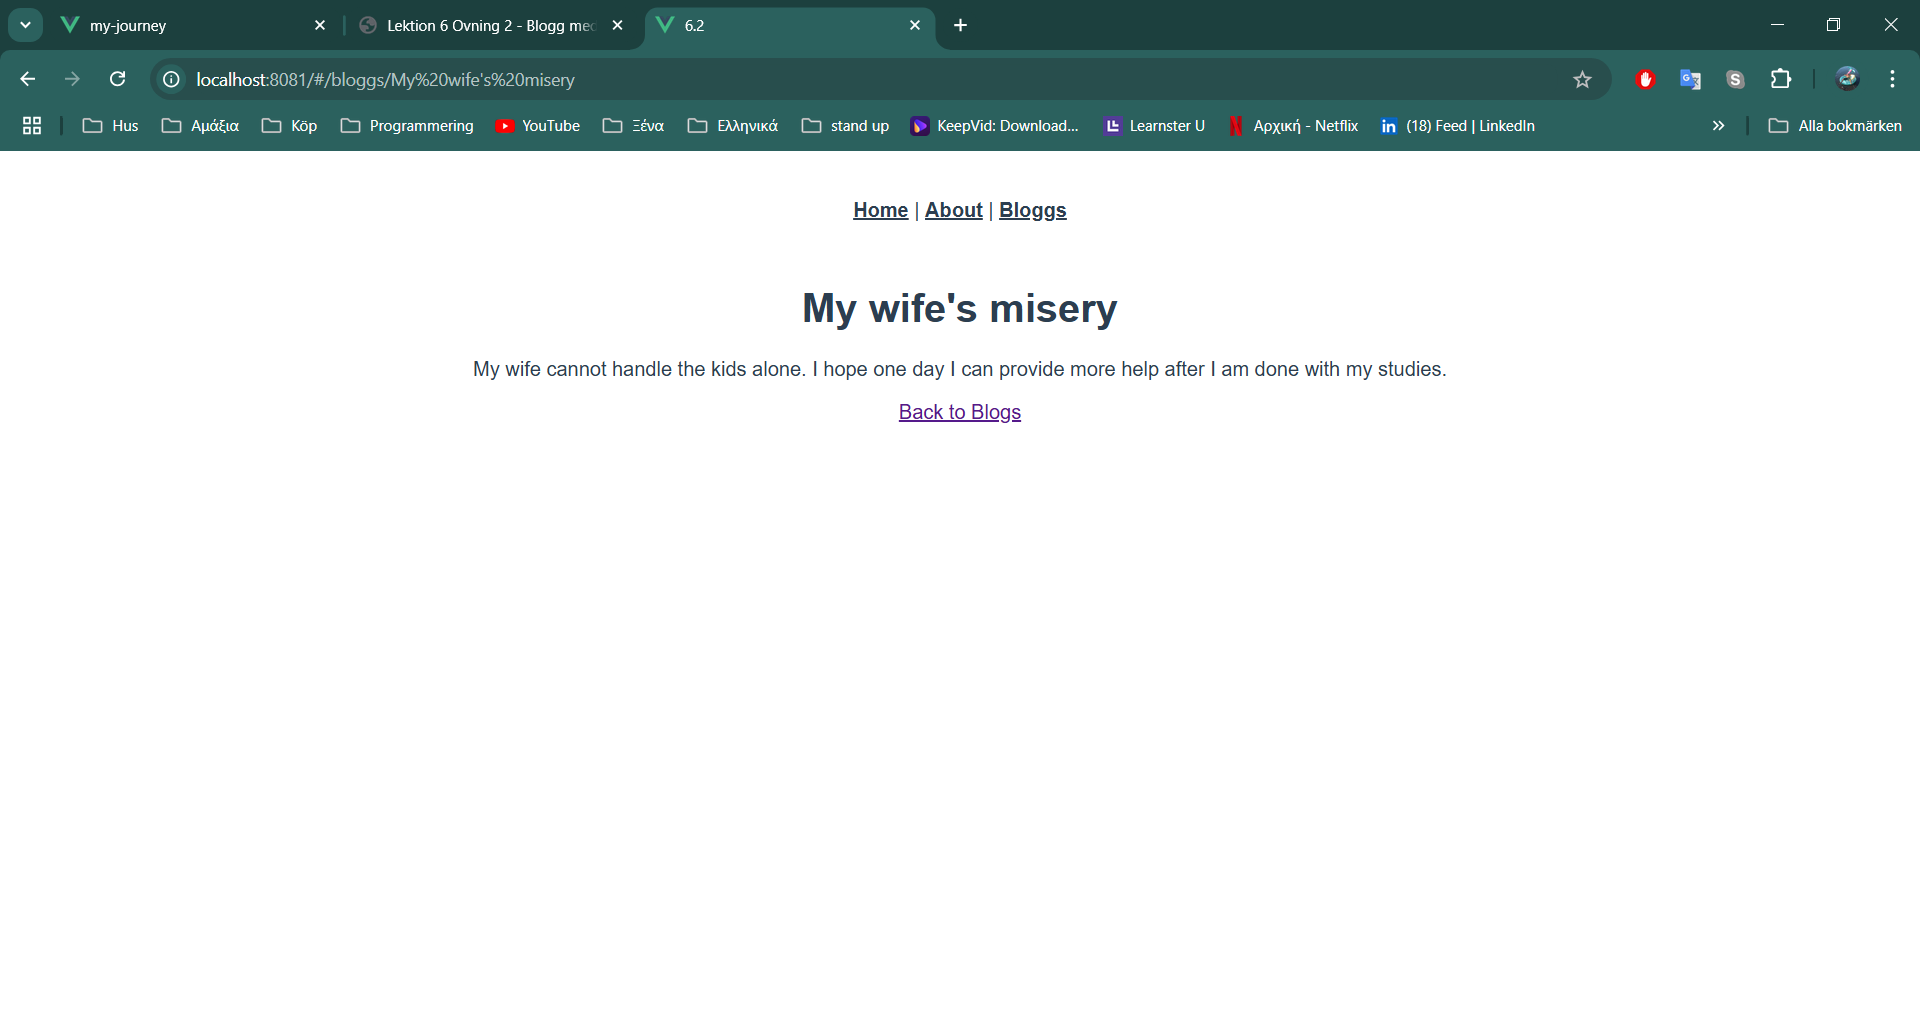 my-journey
Lektion 6 Ovning 2 - Blogg med
6.2
localhost:8081/#/bloggs/My%20wife's%20misery
Hus
Αμάξια
Köp
Programmering
YouTube
Ξένα
Ελληνικά
stand up
KeepVid: Download...
Learnster U
Αρχική - Netflix
(18) Feed | LinkedIn
Alla bokmärken
Home | About | Bloggs
My wife's misery
My wife cannot handle the kids alone. I hope one day I can provide more help after I am done with my studies.
Back to Blogs